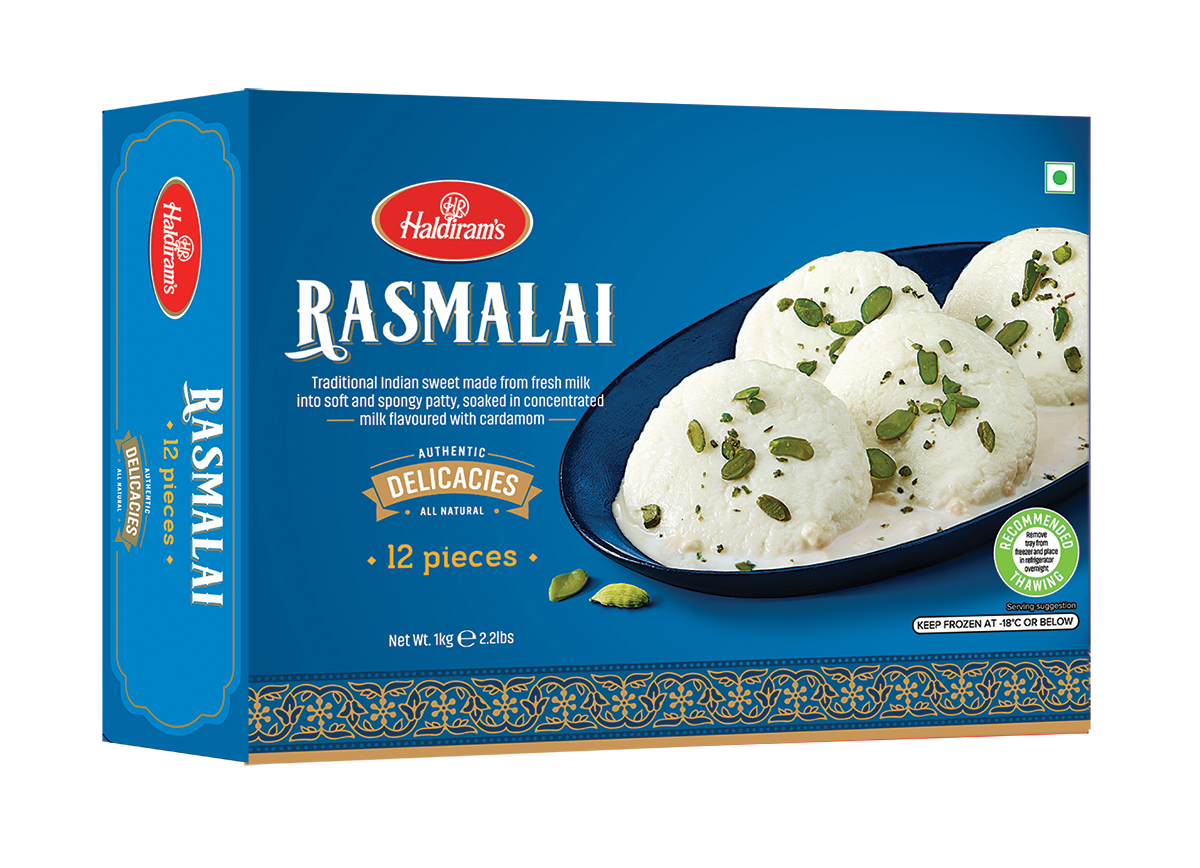 HR
Haldiram's
RASMALAI
Traditional Indian sweet made from fresh milk
into soft and spongy patty, soaked in concentrated
milk flavoured with cardamom
AUTHENTIC
DELICACIES
ALL NATURAL
12 pieces
Net Wt. 1kg ℮ 2.2lbs
RECOMMENDED
Remove
tray from
freezer and place
in refrigerator
overnight
THAWING
Serving suggestion
KEEP FROZEN AT -18°C OR BELOW
HR
Haldiram's
RASMALAI
12 pieces
AUTHENTIC
DELICACIES
ALL NATURAL